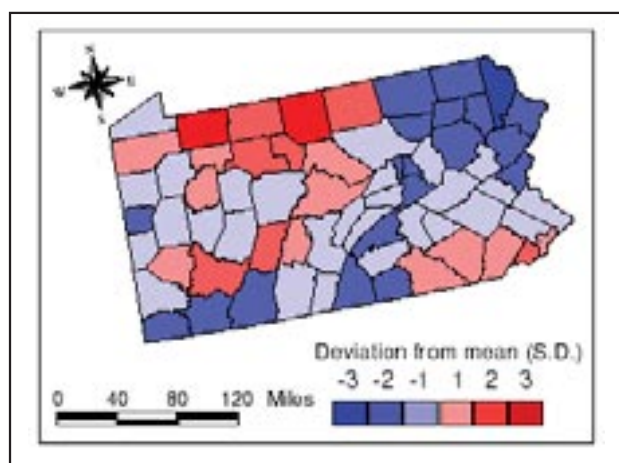 N
W E
S
Deviation from mean (S.D.)
-3 -2 -1 1 2 3
0 40 80 120 Miles